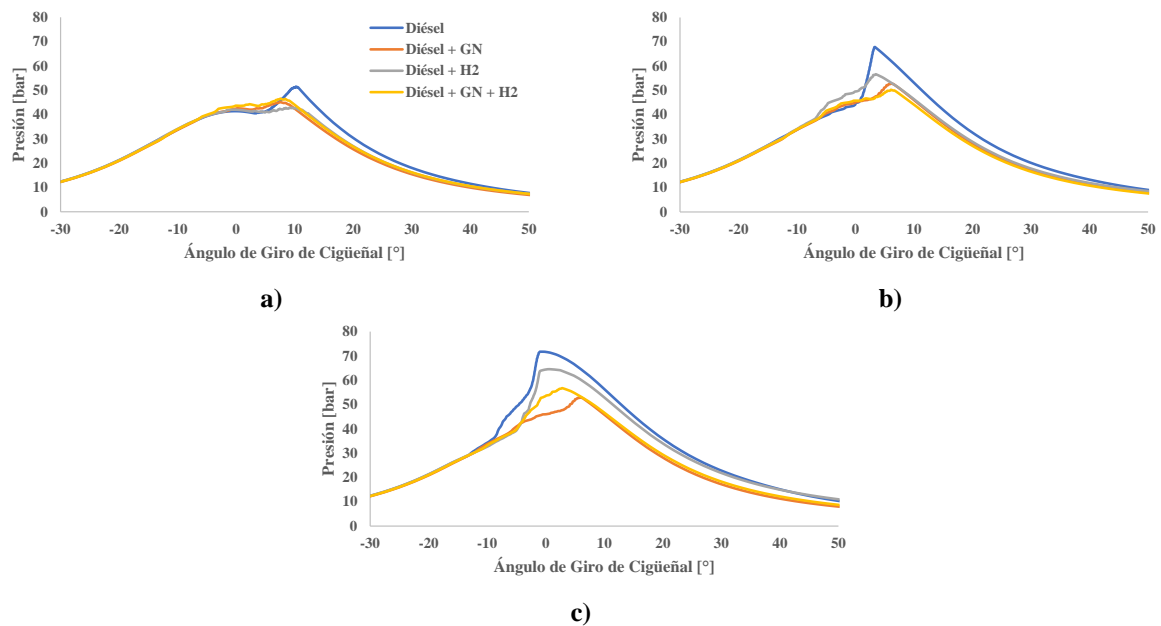 80
70
60
50
40
30
20
10
0
Presión [bar]
-30 -20 -10 0 10 20 30 40 50
Ángulo de Giro de Cigüeñal [°]
Diésel
Diésel + GN
Diésel + H2
Diésel + GN + H2
a)
80
70
60
50
40
30
20
10
0
Presión [bar]
-30 -20 -10 0 10 20 30 40 50
Ángulo de Giro de Cigüeñal [°]
b)
80
70
60
50
40
30
20
10
0
Presión [bar]
-30 -20 -10 0 10 20 30 40 50
Ángulo de Giro de Cigüeñal [°]
c)